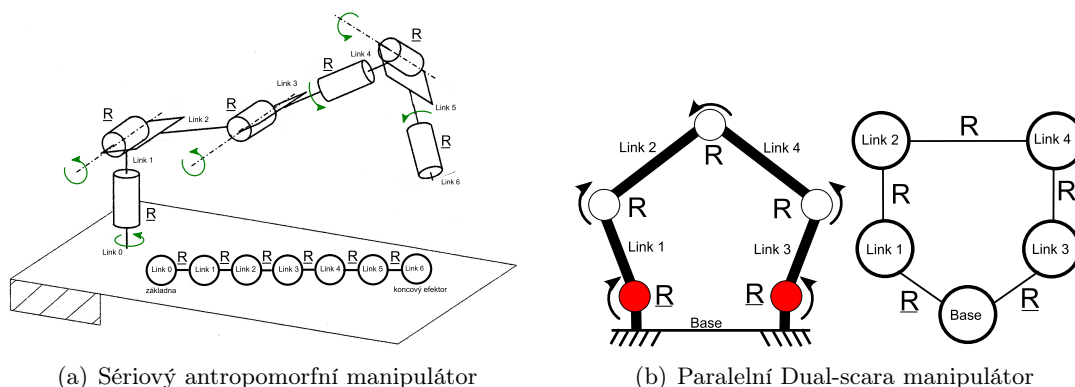 R
R
Link 4
Link 3
R
Link 5
R
R
Link 2
R
Link 1
Link 6
R
Link 0
R R R R R R
Link 0 Link 1 Link 2 Link 3 Link 4 Link 5 Link 6
základna koncový efektor
(a) Sériový antropomorfní manipulátor
R
Link 2 Link 4
R R
Link 1 Link 3
R R
Base
R
Link 2 Link 4
R R
Link 1 Link 3
R R
Base
(b) Paralelní Dual-scara manipulátor